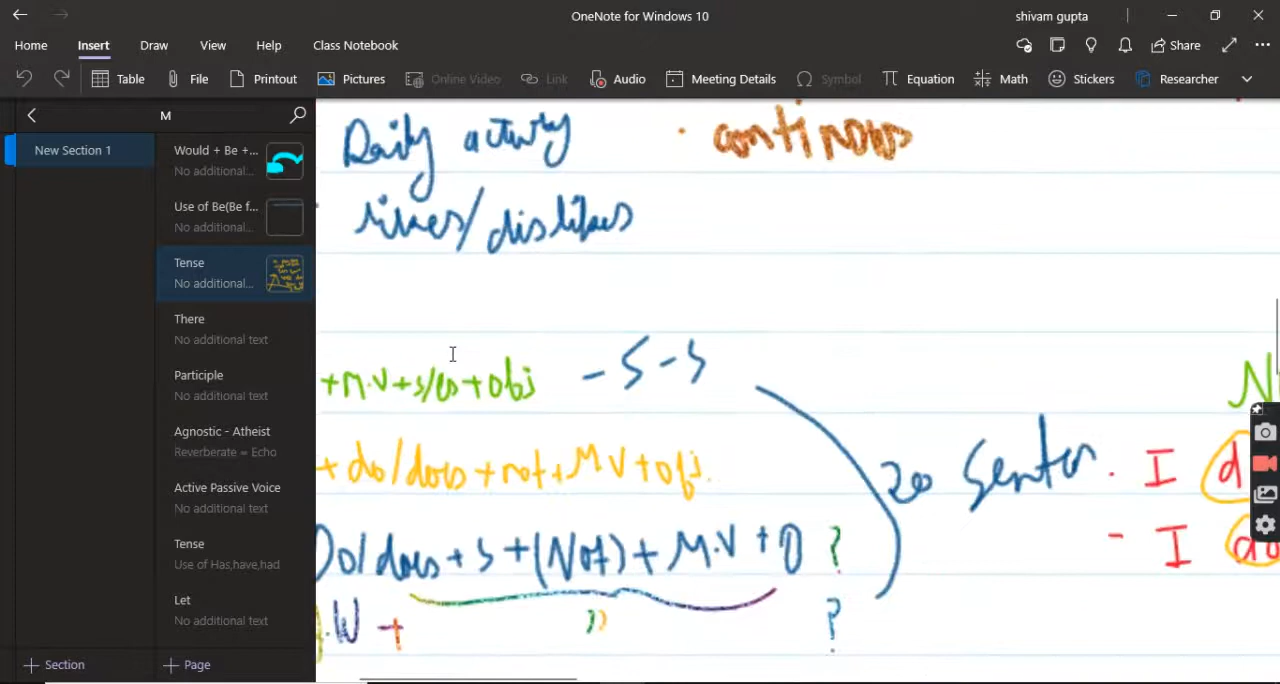 OneNote for Windows 10
shivam gupta
Home Insert Draw View Help Class Notebook
Share
Table File Printout Pictures Online Video Link Audio Meeting Details Symbol Equation Math Stickers Researcher
M
New Section 1
Would + Be +...
No additional...
Use of Be(Be f...
No additional...
Tense
No additional...
There
No additional text
Participle
No additional text
Agnostic - Atheist
Reverberate = Echo
Active Passive Voice
No additional text
Tense
Use of Has,have,had
Let
No additional text
+ Section
+ Page
Daily activity · continous
likes/dislikes
+M.V+s/es+obj - S - S
+ do/does+not+MV+obj.
Do/does+s+(Not)+M.V+O ?
.W + " ?
20 Senten
· I d
- I do